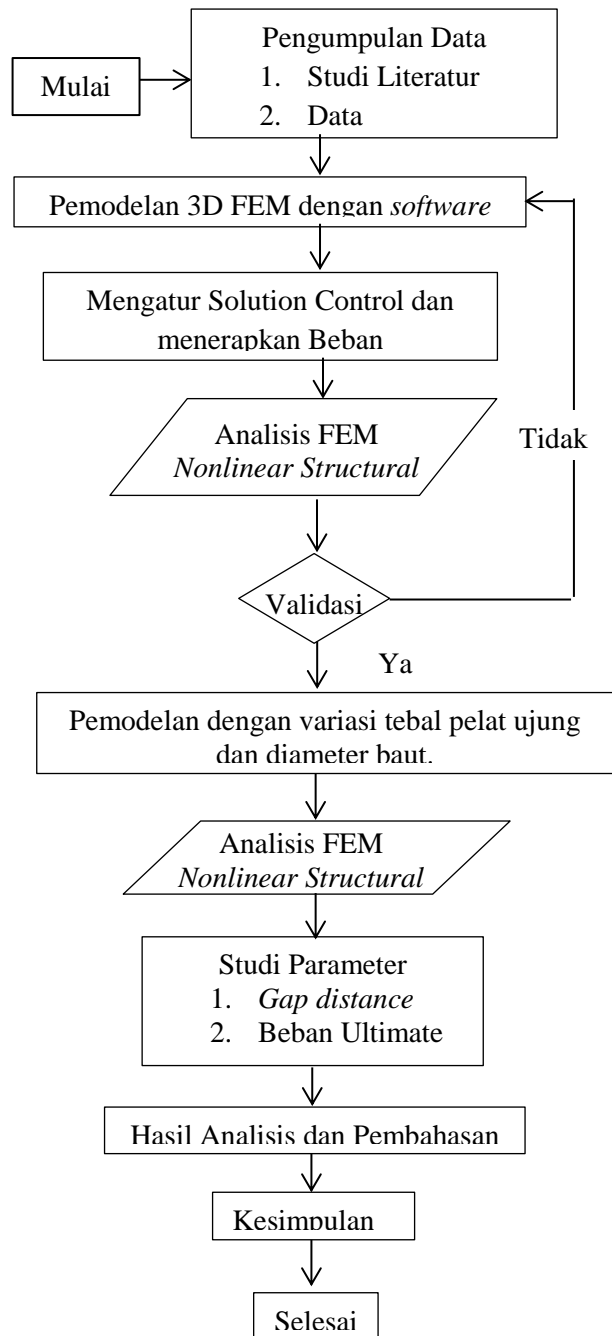 Mulai
Pengumpulan Data
1. Studi Literatur
2. Data
Pemodelan 3D FEM dengan software
Mengatur Solution Control dan
menerapkan Beban
Analisis FEM
Nonlinear Structural
Tidak
Validasi
Ya
Pemodelan dengan variasi tebal pelat ujung
dan diameter baut.
Analisis FEM
Nonlinear Structural
Studi Parameter
1. Gap distance
2. Beban Ultimate
Hasil Analisis dan Pembahasan
Kesimpulan
Selesai